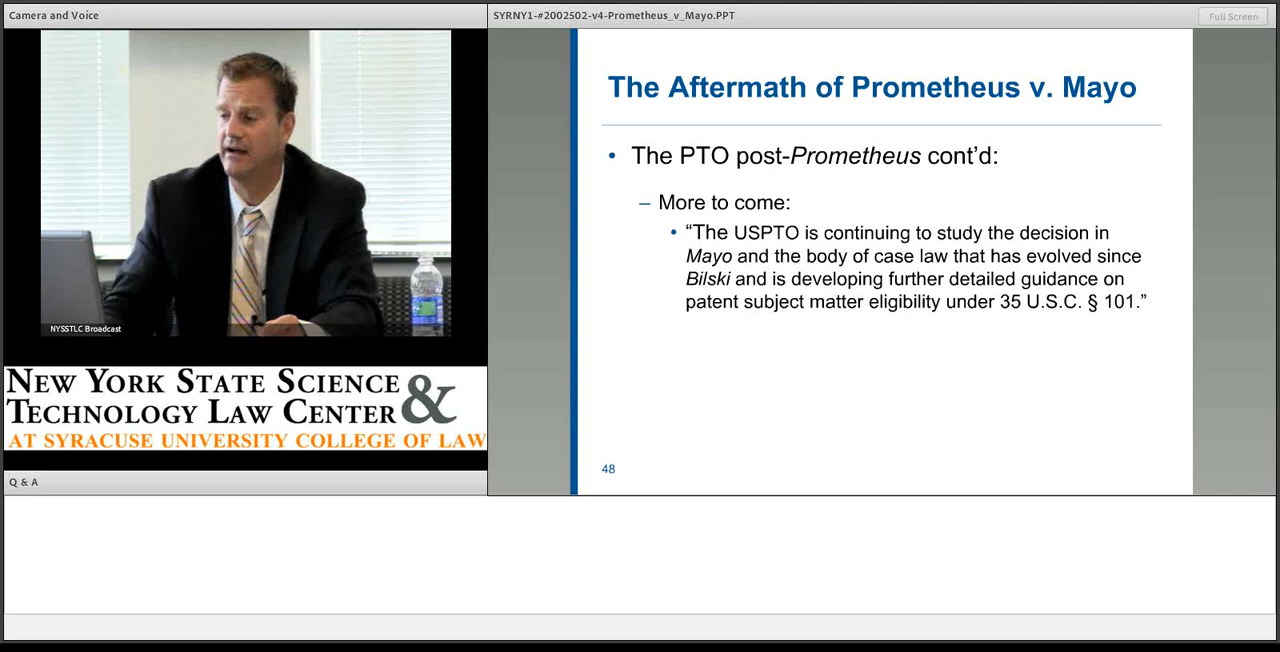 Camera and Voice
SYRNY1-#2002502-v4-Prometheus_v_Mayo.PPT
Full Screen
NYSSTLC Broadcast
NEW YORK STATE SCIENCE
&
TECHNOLOGY LAW CENTER
AT SYRACUSE UNIVERSITY COLLEGE OF LAW
Q & A
The Aftermath of Prometheus v. Mayo
• The PTO post-Prometheus cont’d:
– More to come:
• “The USPTO is continuing to study the decision in
Mayo and the body of case law that has evolved since
Bilski and is developing further detailed guidance on
patent subject matter eligibility under 35 U.S.C. § 101.”
48